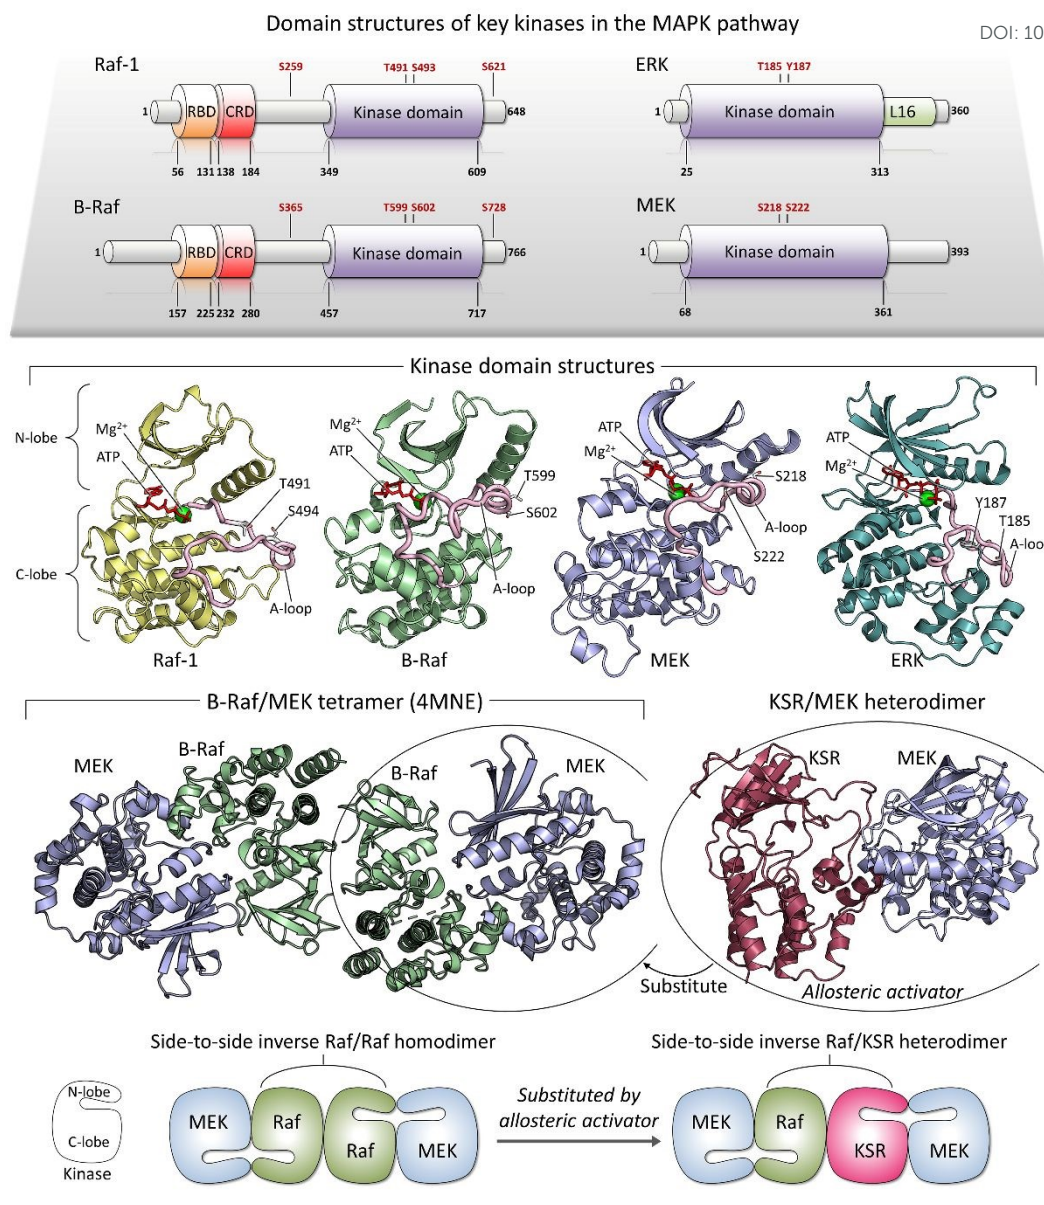 Domain structures of key kinases in the MAPK pathway
DOI: 10
Raf-1
S259
T491 S493
S621
1
RBD
CRD
Kinase domain
648
56
131
138
184
349
609
ERK
T185 Y187
1
Kinase domain
L16
360
25
313
B-Raf
S365
T599 S602
S728
1
RBD
CRD
Kinase domain
766
157
225
232
280
457
717
MEK
S218 S222
1
Kinase domain
393
68
361
Kinase domain structures
N-lobe
C-lobe
Mg2+
ATP
T491
S494
A-loop
Raf-1
Mg2+
ATP
T599
S602
A-loop
B-Raf
ATP
Mg2+
S218
A-loop
S222
MEK
ATP
Mg2+
Y187
T185
A-loo
ERK
B-Raf/MEK tetramer (4MNE)
MEK
B-Raf
B-Raf
MEK
KSR/MEK heterodimer
KSR
MEK
Substitute
Allosteric activator
Side-to-side inverse Raf/Raf homodimer
Side-to-side inverse Raf/KSR heterodimer
N-lobe
C-lobe
Kinase
MEK
Raf
Raf
MEK
Substituted by
allosteric activator
MEK
Raf
KSR
MEK